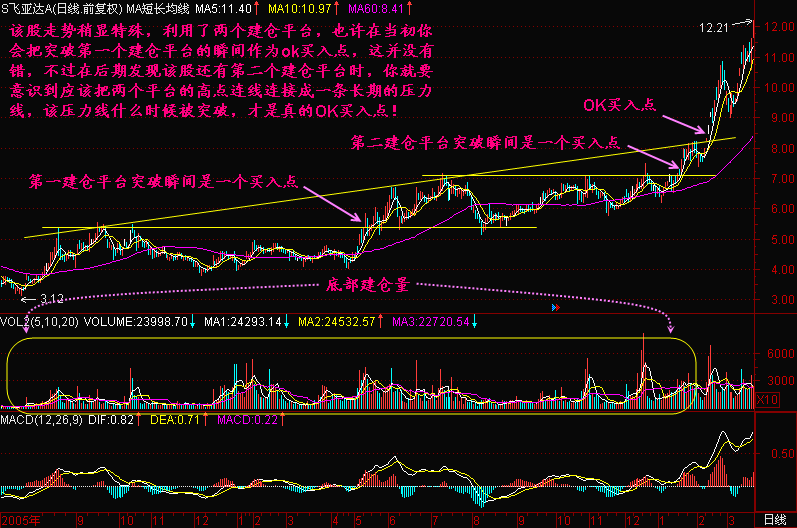 S飞亚达A(日线.前复权) MA短长均线 MA5:11.40↑ MA10:10.97↑ MA60:8.41↑
该股走势稍显特殊，利用了两个建仓平台，也许在当初你
会把突破第一个建仓平台的瞬间作为ok买入点，这并没有
错，不过在后期发现该股还有第二个建仓平台时，你就要
意识到应该把两个平台的高点连线连接成一条长期的压力
线，该压力线什么时候被突破，才是真的OK买入点！
12.21
12.00
11.00
10.00
9.00
8.00
7.00
6.00
5.00
4.00
3.00
OK买入点
第二建仓平台突破瞬间是一个买入点
第一建仓平台突破瞬间是一个买入点
底部建仓量
3.12
VOL2(5,10,20) VOLUME:23998.70↓ MA1:24293.14↓ MA2:24532.57↑ MA3:22720.54↓
6000
3000
X10
MACD(12,26,9) DIF:0.82↑ DEA:0.71↑ MACD:0.22↑
0.50
2005年 9 10 11 12 1 2 3 4 5 6 7 8 9 10 11 12 1 2 3 日线